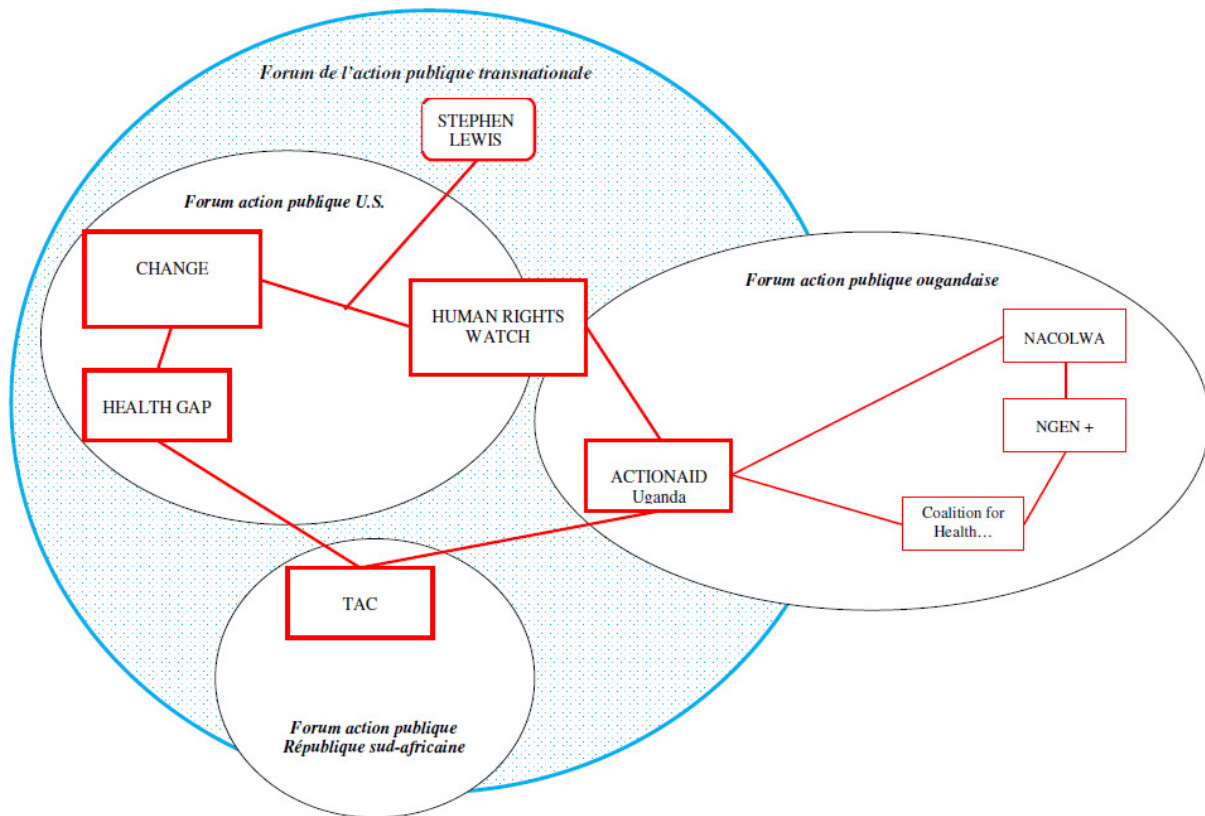 Forum de l'action publique transnationale
STEPHEN
LEWIS
Forum action publique U.S.
CHANGE
HUMAN RIGHTS
WATCH
HEALTH GAP
Forum action publique ougandaise
NACOLWA
NGEN +
ACTIONAID
Uganda
Coalition for
Health…
TAC
Forum action publique
République sud-africaine